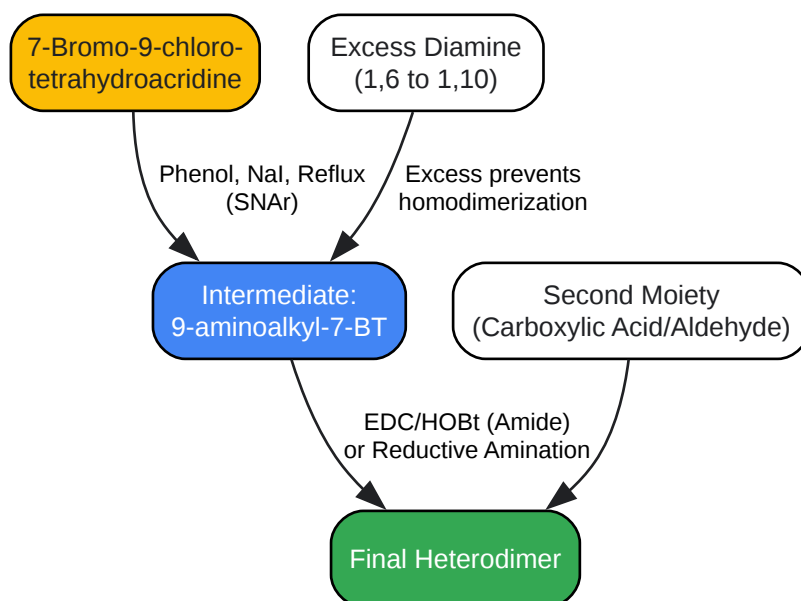 7-Bromo-9-chloro-
tetrahydroacridine
Excess Diamine
(1,6 to 1,10)
Phenol, NaI, Reflux
(SNAr)
Excess prevents
homodimerization
Intermediate:
9-aminoalkyl-7-BT
Second Moiety
(Carboxylic Acid/Aldehyde)
EDC/HOBt (Amide)
or Reductive Amination
Final Heterodimer